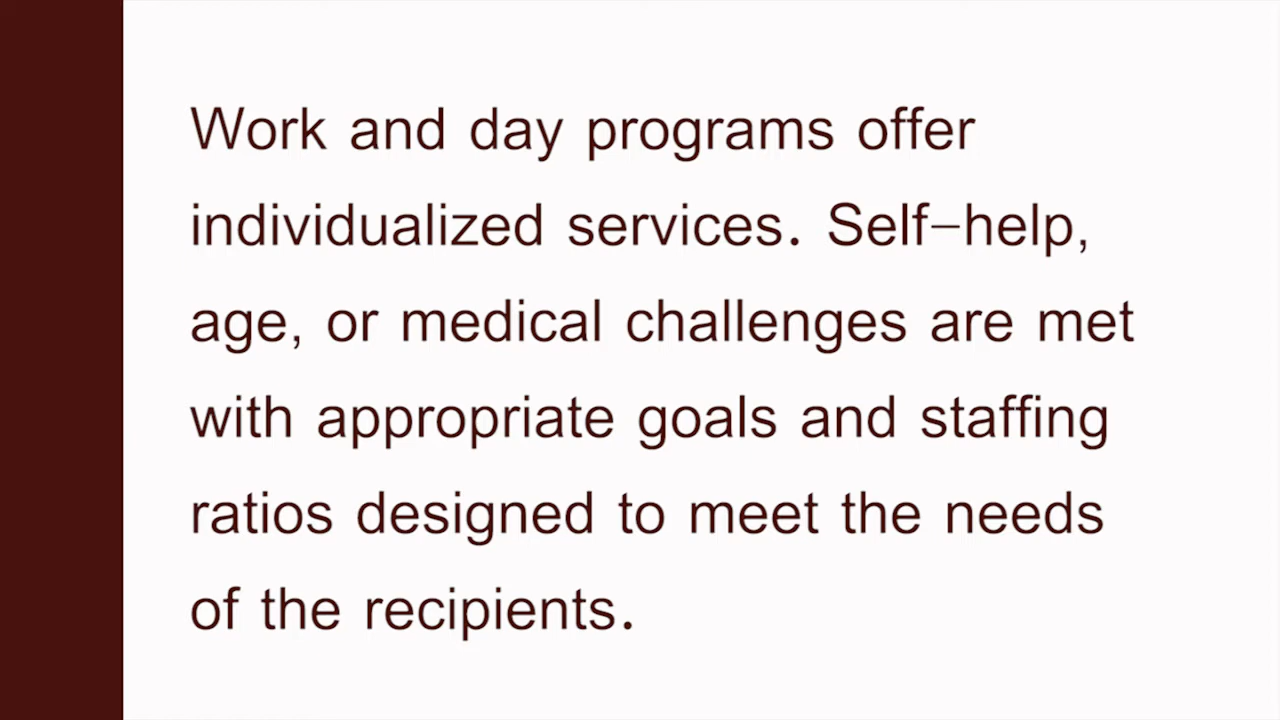 Work and day programs offer
individualized services. Self-help,
age, or medical challenges are met
with appropriate goals and staffing
ratios designed to meet the needs
of the recipients.